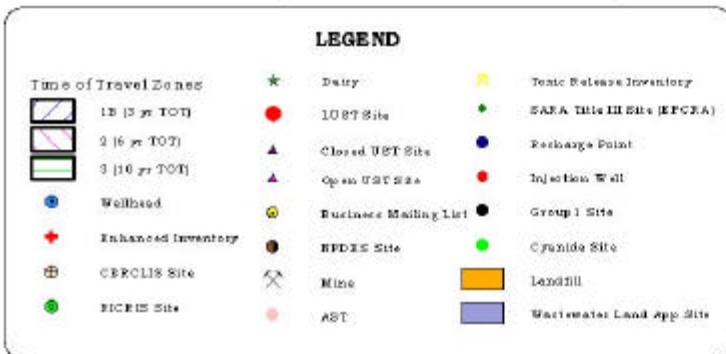 LEGEND
Time of Travel Zones
1B (3 yr TOT)
2 (6 yr TOT)
3 (10 yr TOT)
Wellhead
Enhanced Inventory
CERCLIS Site
RICRIS Site
Dairy
LUST Site
Closed UST Site
Open UST Site
Business Mailing List
NPDES Site
Mine
AST
Toxic Release Inventory
SARA Title III Site (EPCRA)
Recharge Point
Injection Well
Group 1 Site
Cyanide Site
Landfill
Wastewater Land App Site